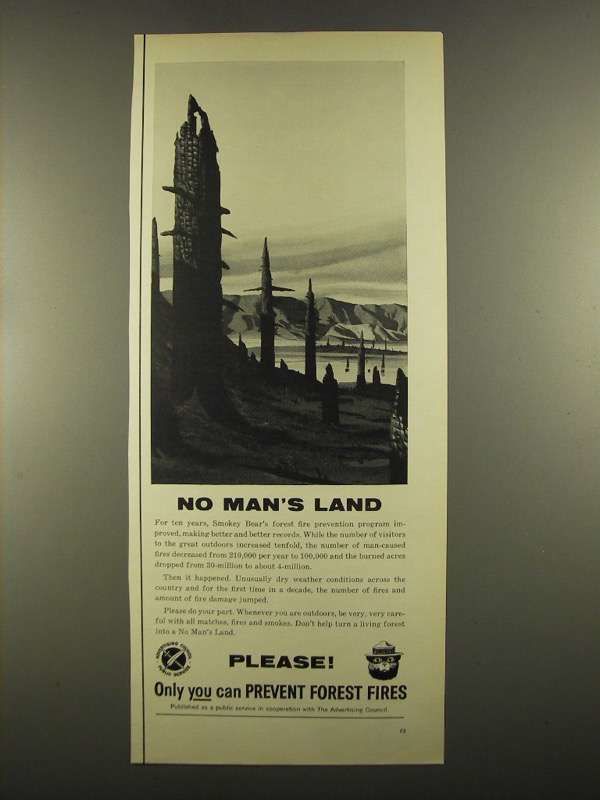 NO MAN'S LAND
For ten years, Smokey Bear's forest fire prevention program im-
proved, making better and better records. While the number of visitors
to the great outdoors increased tenfold, the number of man-caused
fires decreased from 210,000 per year to 100,000 and the burned acres
dropped from 30-million to about 4-million.
Then it happened. Unusually dry weather conditions across the
country and for the first time in a decade, the number of fires and
amount of fire damage jumped.
Please do your part. Whenever you are outdoors, be very, very care-
ful with all matches, fires and smokes. Don't help turn a living forest
into a No Man's Land.
ADVERTISING COUNCIL
PUBLIC SERVICE
PLEASE!
SMOKEY
Only you can PREVENT FOREST FIRES
Published as a public service in cooperation with The Advertising Council.